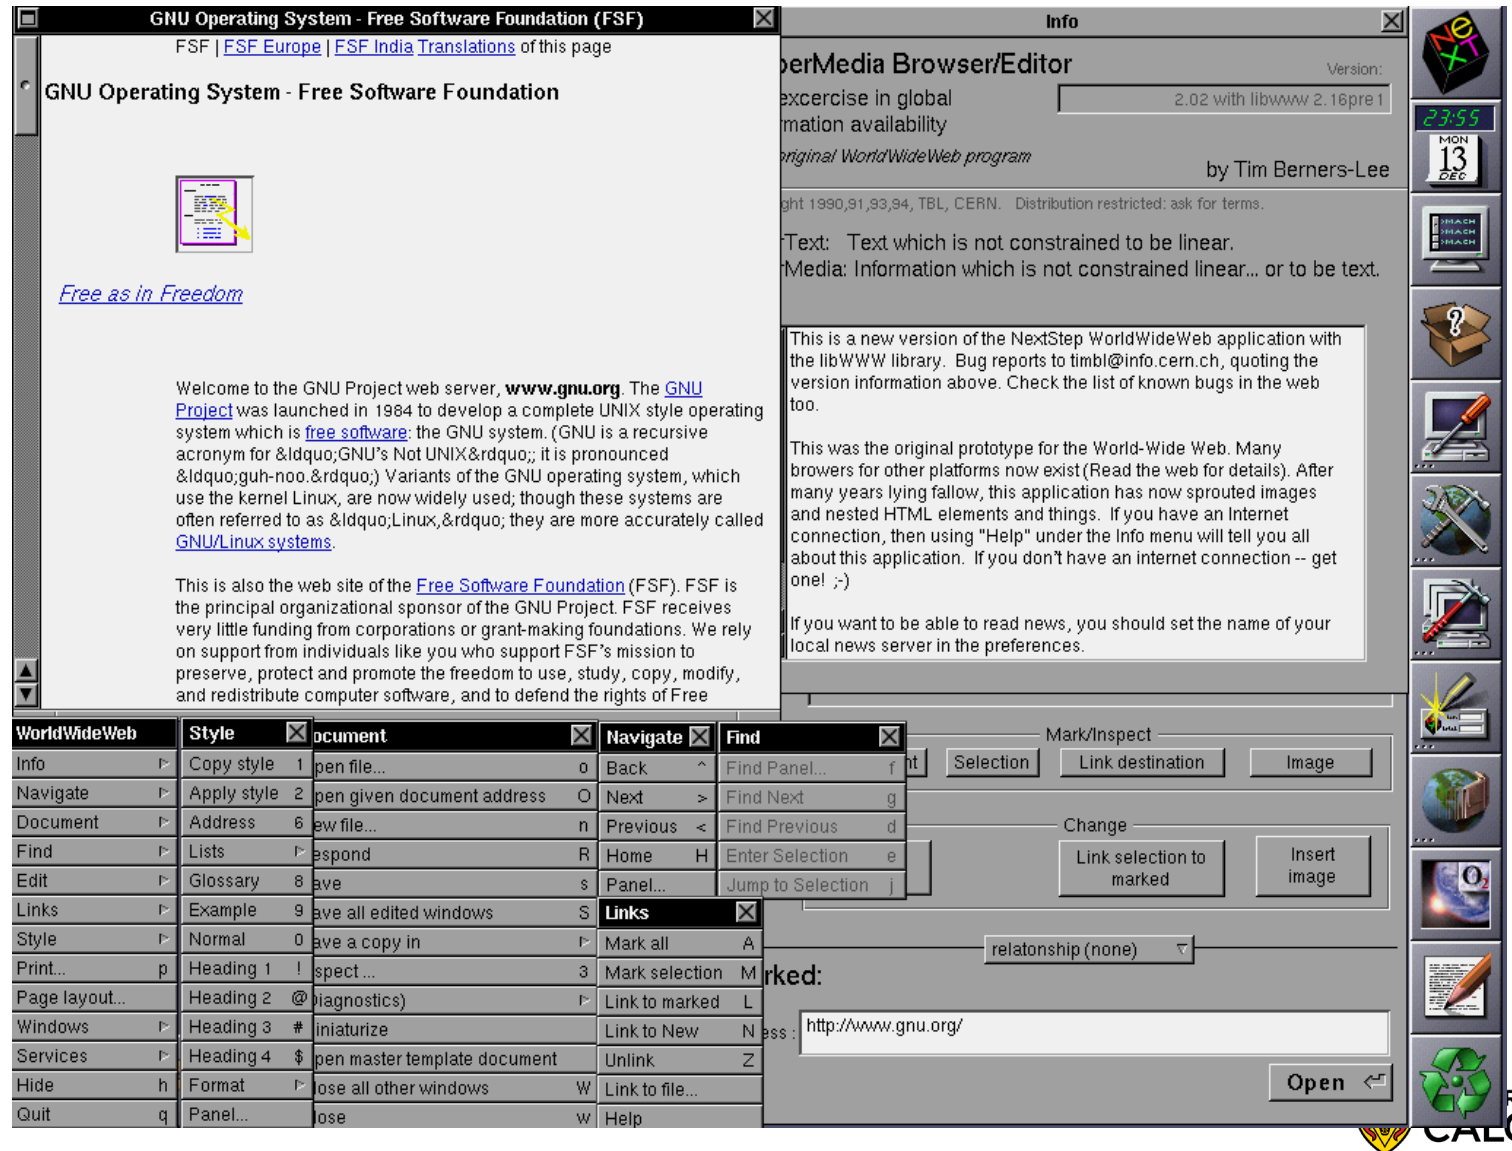 GNU Operating System - Free Software Foundation (FSF)
FSF | FSF Europe | FSF India Translations of this page
GNU Operating System - Free Software Foundation
Free as in Freedom
Welcome to the GNU Project web server, www.gnu.org. The GNU
Project was launched in 1984 to develop a complete UNIX style operating
system which is free software: the GNU system. (GNU is a recursive
acronym for &ldquo;GNU's Not UNIX&rdquo;; it is pronounced
&ldquo;guh-noo.&rdquo;) Variants of the GNU operating system, which
use the kernel Linux, are now widely used; though these systems are
often referred to as &ldquo;Linux,&rdquo; they are more accurately called
GNU/Linux systems.
This is also the web site of the Free Software Foundation (FSF). FSF is
the principal organizational sponsor of the GNU Project. FSF receives
very little funding from corporations or grant-making foundations. We rely
on support from individuals like you who support FSF's mission to
preserve, protect and promote the freedom to use, study, copy, modify,
and redistribute computer software, and to defend the rights of Free
Info
perMedia Browser/Editor
Version:
excercise in global
2.02 with libwww 2.16pre1
mation availability
original WorldWideWeb program
by Tim Berners-Lee
ght 1990,91,93,94, TBL, CERN. Distribution restricted: ask for terms.
rText: Text which is not constrained to be linear.
rMedia: Information which is not constrained linear... or to be text.
This is a new version of the NextStep WorldWideWeb application with
the libWWW library. Bug reports to timbl@info.cern.ch, quoting the
version information above. Check the list of known bugs in the web
too.
This was the original prototype for the World-Wide Web. Many
browers for other platforms now exist (Read the web for details). After
many years lying fallow, this application has now sprouted images
and nested HTML elements and things. If you have an Internet
connection, then using "Help" under the Info menu will tell you all
about this application. If you don't have an internet connection -- get
one! ;-)
If you want to be able to read news, you should set the name of your
local news server in the preferences.
NeXT
23:55
MON
13
DEC
>MACH
>MACH
>MACH
?
O2
WorldWideWeb
Info
Navigate
Document
Find
Edit
Links
Style
Print... p
Page layout...
Windows
Services
Hide h
Quit q
Style
Copy style 1
Apply style 2
Address 6
Lists
Glossary 8
Example 9
Normal 0
Heading 1 !
Heading 2 @
Heading 3 #
Heading 4 $
Format
Panel...
ocument
pen file... o
pen given document address O
ew file... n
espond R
ave s
ave all edited windows S
ave a copy in
spect ... 3
iagnostics)
iniaturize
pen master template document
lose all other windows W
lose w
Navigate
Back ^
Next >
Previous <
Home H
Panel...
Find
Find Panel... f
Find Next g
Find Previous d
Enter Selection e
Jump to Selection j
Links
Mark all A
Mark selection M
Link to marked L
Link to New N
Unlink Z
Link to file...
Help
Mark/Inspect
nt
Selection
Link destination
Image
Change
Link selection to
marked
Insert
image
relatonship (none)
rked:
ess :
http://www.gnu.org/
Open
CALG